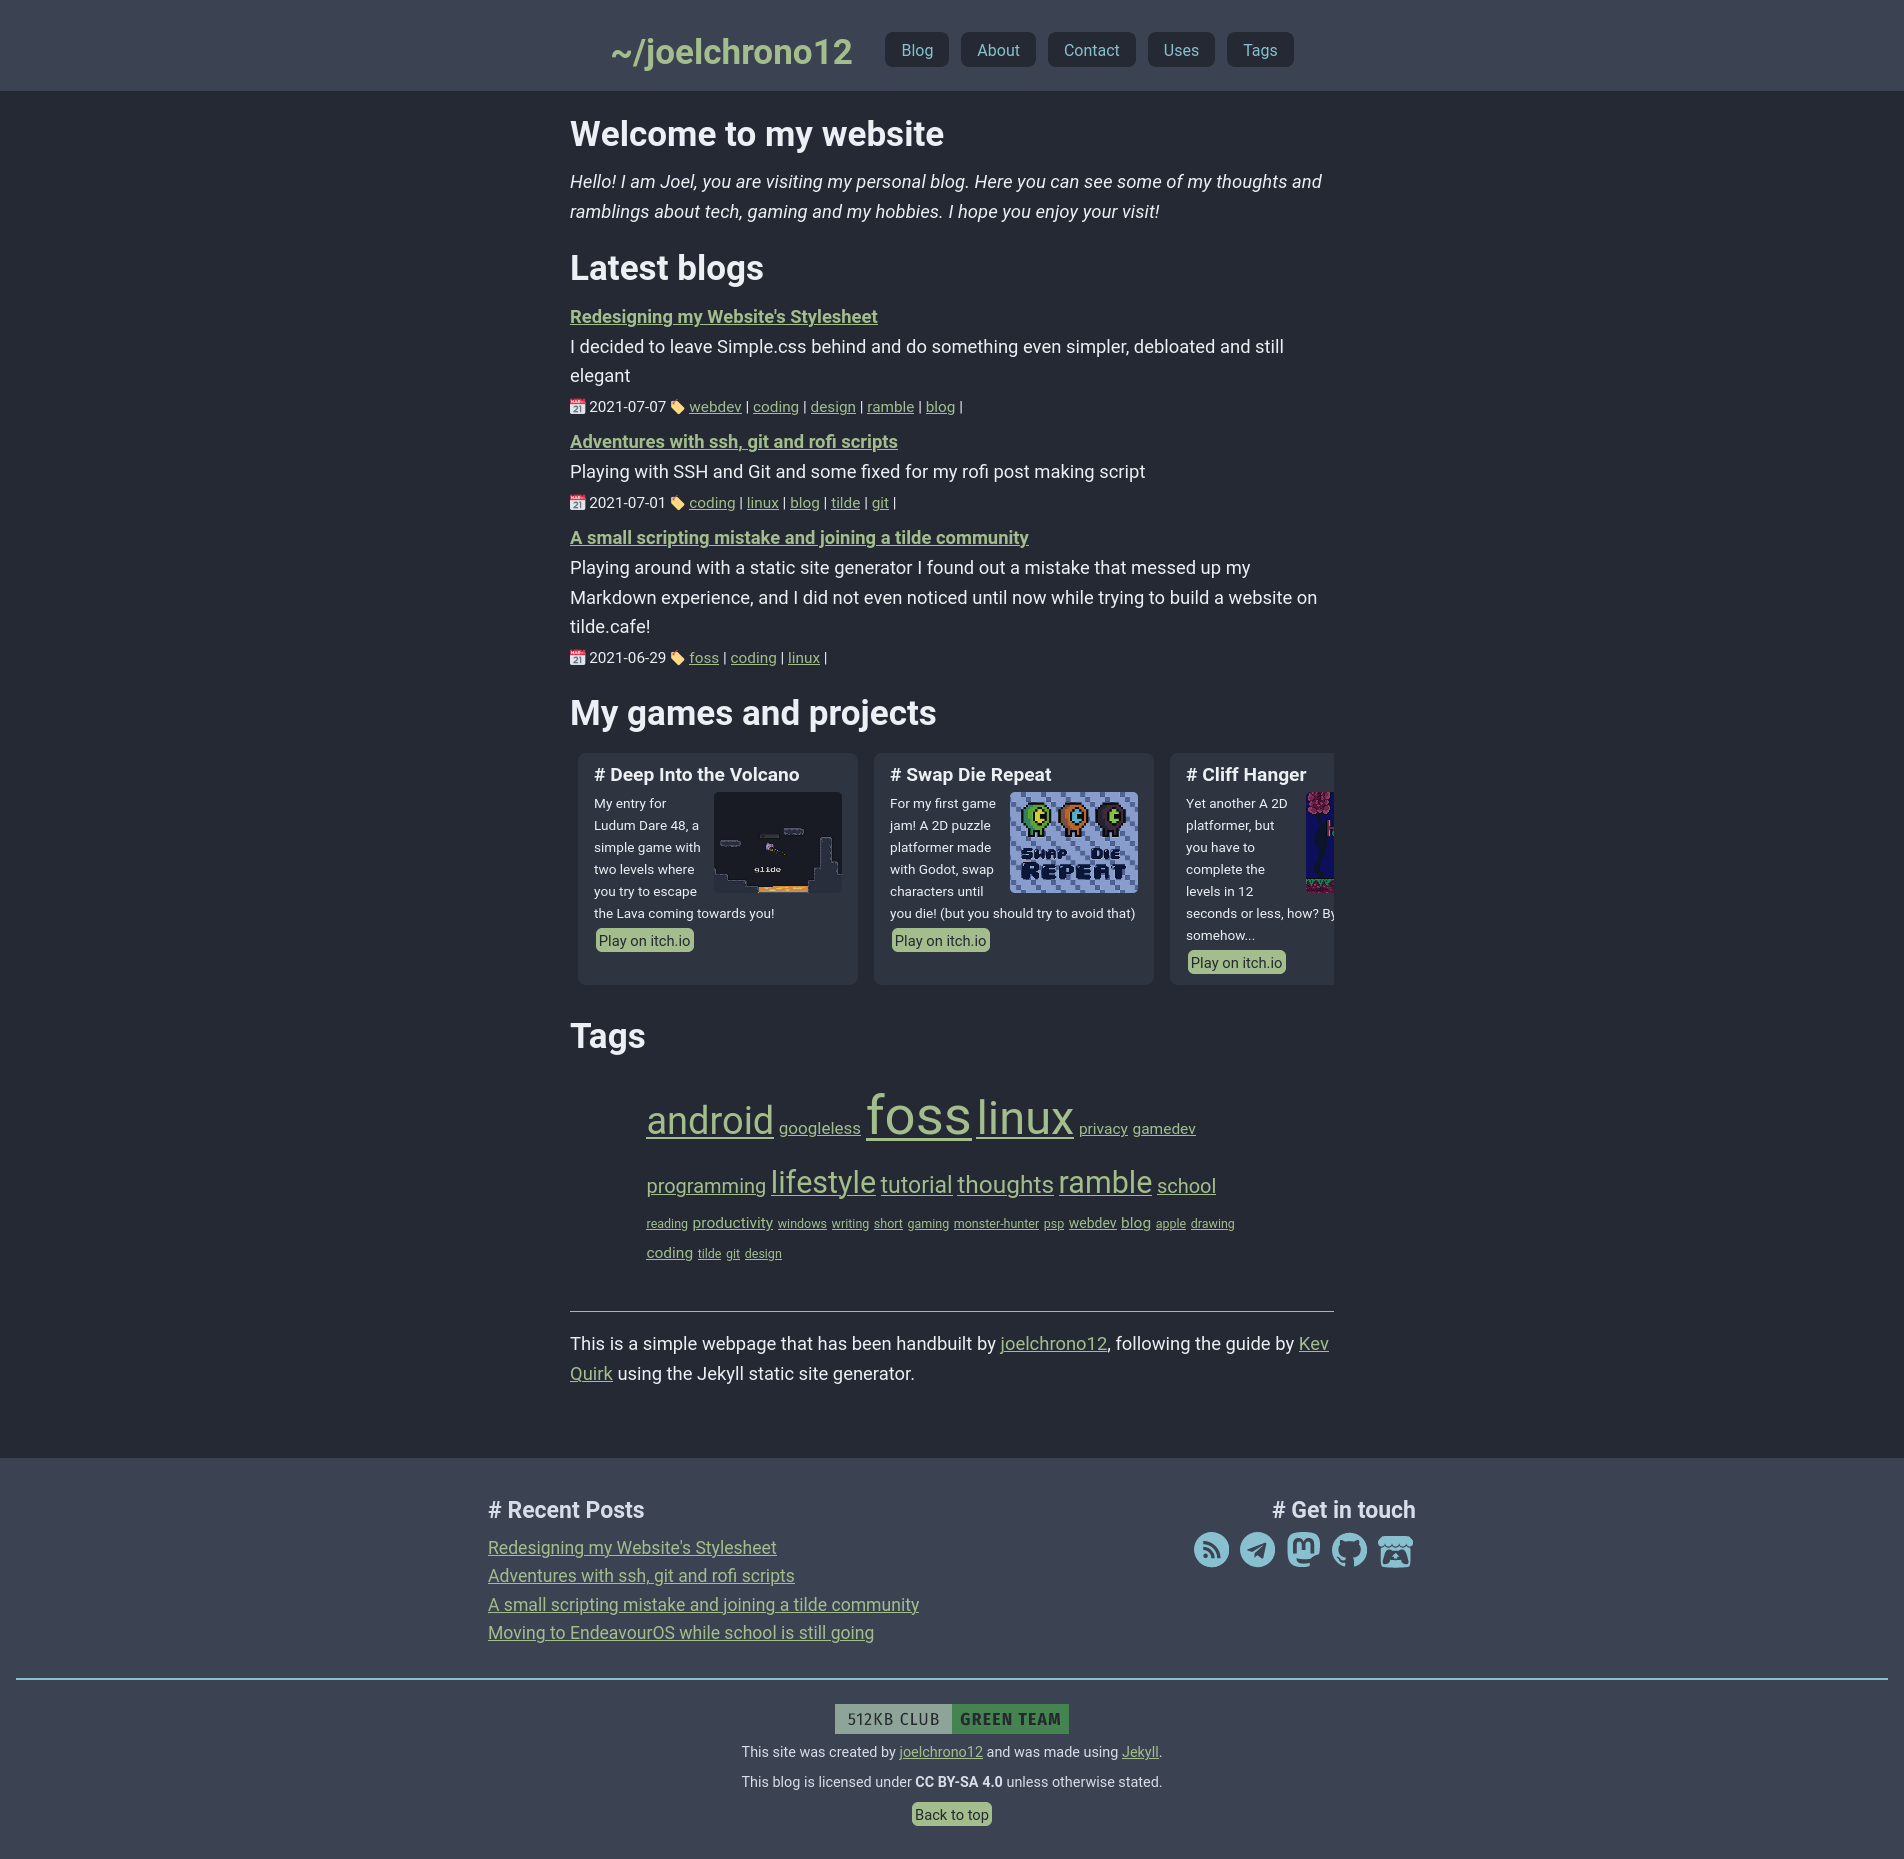 ~/joelchrono12
Blog
About
Contact
Uses
Tags
Welcome to my website
Hello! I am Joel, you are visiting my personal blog. Here you can see some of my thoughts and
ramblings about tech, gaming and my hobbies. I hope you enjoy your visit!
Latest blogs
Redesigning my Website's Stylesheet
I decided to leave Simple.css behind and do something even simpler, debloated and still
elegant
2021-07-07 webdev | coding | design | ramble | blog |
Adventures with ssh, git and rofi scripts
Playing with SSH and Git and some fixed for my rofi post making script
2021-07-01 coding | linux | blog | tilde | git |
A small scripting mistake and joining a tilde community
Playing around with a static site generator I found out a mistake that messed up my
Markdown experience, and I did not even noticed until now while trying to build a website on
tilde.cafe!
2021-06-29 foss | coding | linux |
My games and projects
# Deep Into the Volcano
My entry for
Ludum Dare 48, a
simple game with
two levels where
you try to escape
the Lava coming towards you!
glide
Play on itch.io
# Swap Die Repeat
For my first game
jam! A 2D puzzle
platformer made
with Godot, swap
characters until
you die! (but you should try to avoid that)
SWAP DIE
REPEAT
Play on itch.io
# Cliff Hanger
Yet another A 2D
platformer, but
you have to
complete the
levels in 12
seconds or less, how? By
somehow...
Play on itch.io
Tags
android googleless foss linux privacy gamedev
programming lifestyle tutorial thoughts ramble school
reading productivity windows writing short gaming monster-hunter psp webdev blog apple drawing
coding tilde git design
This is a simple webpage that has been handbuilt by joelchrono12, following the guide by Kev
Quirk using the Jekyll static site generator.
# Recent Posts
Redesigning my Website's Stylesheet
Adventures with ssh, git and rofi scripts
A small scripting mistake and joining a tilde community
Moving to EndeavourOS while school is still going
# Get in touch
512KB CLUB GREEN TEAM
This site was created by joelchrono12 and was made using Jekyll.
This blog is licensed under CC BY-SA 4.0 unless otherwise stated.
Back to top